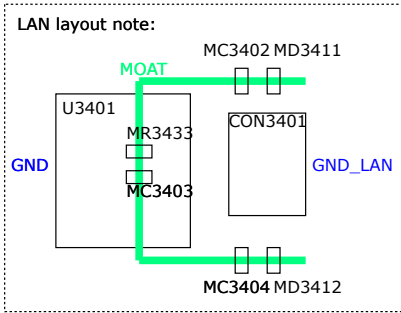 LAN layout note:
MC3402 MD3411
MOAT
U3401
CON3401
MR3433
GND
GND_LAN
MC3403
MC3404 MD3412